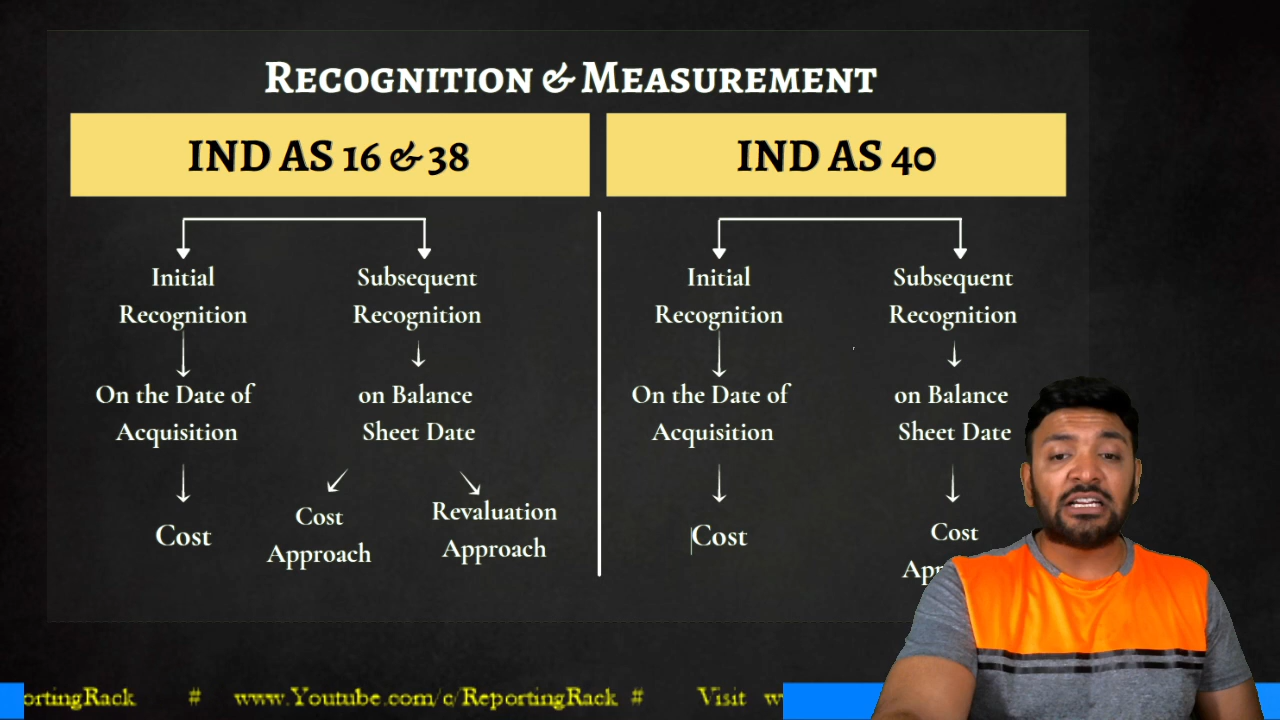 Recognition & Measurement
IND AS 16 & 38
IND AS 40
Initial
Recognition
On the Date of
Acquisition
Cost
Subsequent
Recognition
on Balance
Sheet Date
Cost
Approach
Revaluation
Approach
Initial
Recognition
On the Date of
Acquisition
Cost
Subsequent
Recognition
on Balance
Sheet Date
Cost
ortingRack # www.Youtube.com/c/ReportingRack # Visit